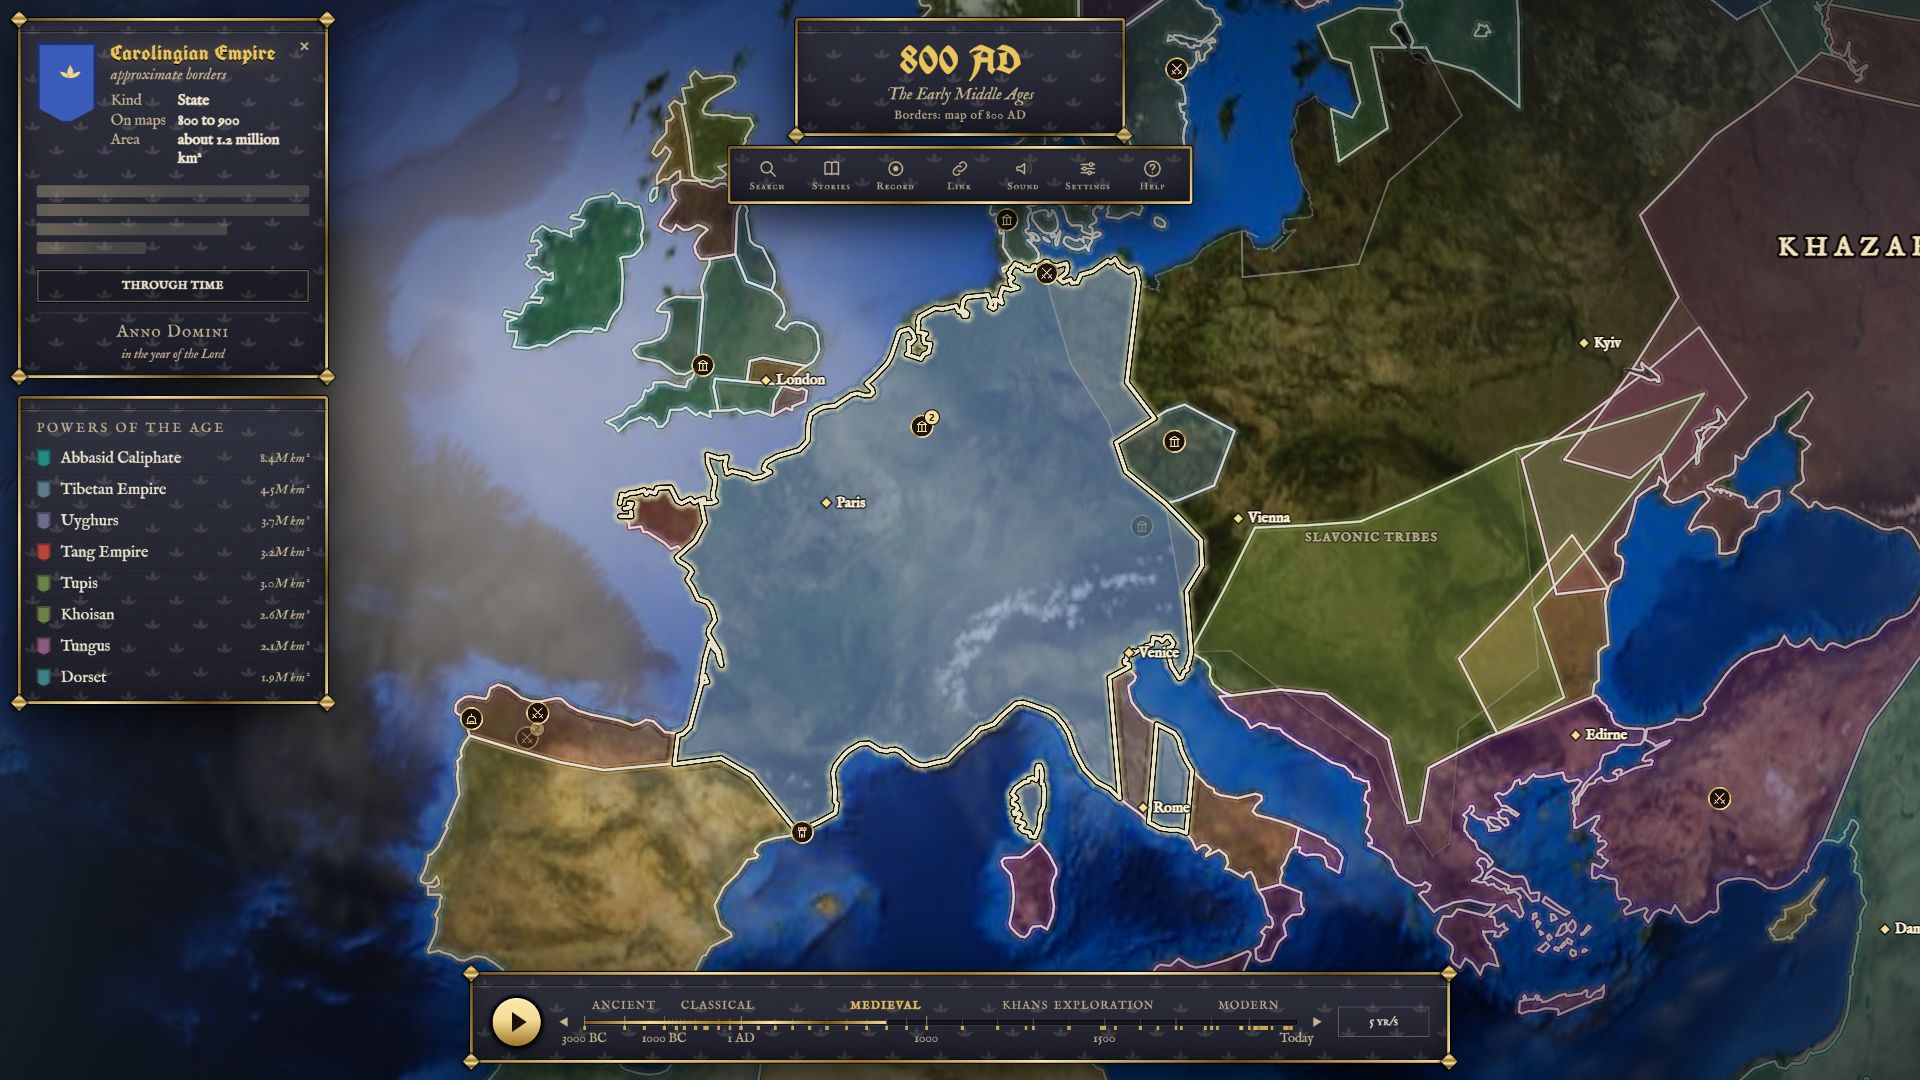 Carolingian Empire
approximate borders
Kind State
On maps 800 to 900
Area about 1.2 million km²
THROUGH TIME
ANNO DOMINI
in the year of the Lord
POWERS OF THE AGE
Abbasid Caliphate 8.4M km²
Tibetan Empire 4.5M km²
Uyghurs 3.7M km²
Tang Empire 3.2M km²
Tupis 3.0M km²
Khoisan 2.6M km²
Tungus 2.1M km²
Dorset 1.9M km²
800 AD
The Early Middle Ages
Borders: map of 800 AD
SEARCH STORIES RECORD LINK SOUND SETTINGS HELP
KHAZAR
Kyiv
London
2
Paris
Vienna
SLAVONIC TRIBES
Venice
Edirne
Rome
Dam
ANCIENT CLASSICAL MEDIEVAL KHANS EXPLORATION MODERN
3000 BC 1000 BC 1 AD 1000 1500 Today
5 YR/S